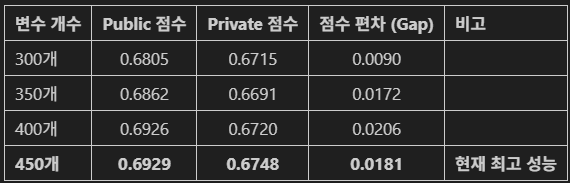 변수 개수 Public 점수 Private 점수 점수 편차 (Gap) 비고
300개 0.6805 0.6715 0.0090
350개 0.6862 0.6691 0.0172
400개 0.6926 0.6720 0.0206
450개 0.6929 0.6748 0.0181 현재 최고 성능